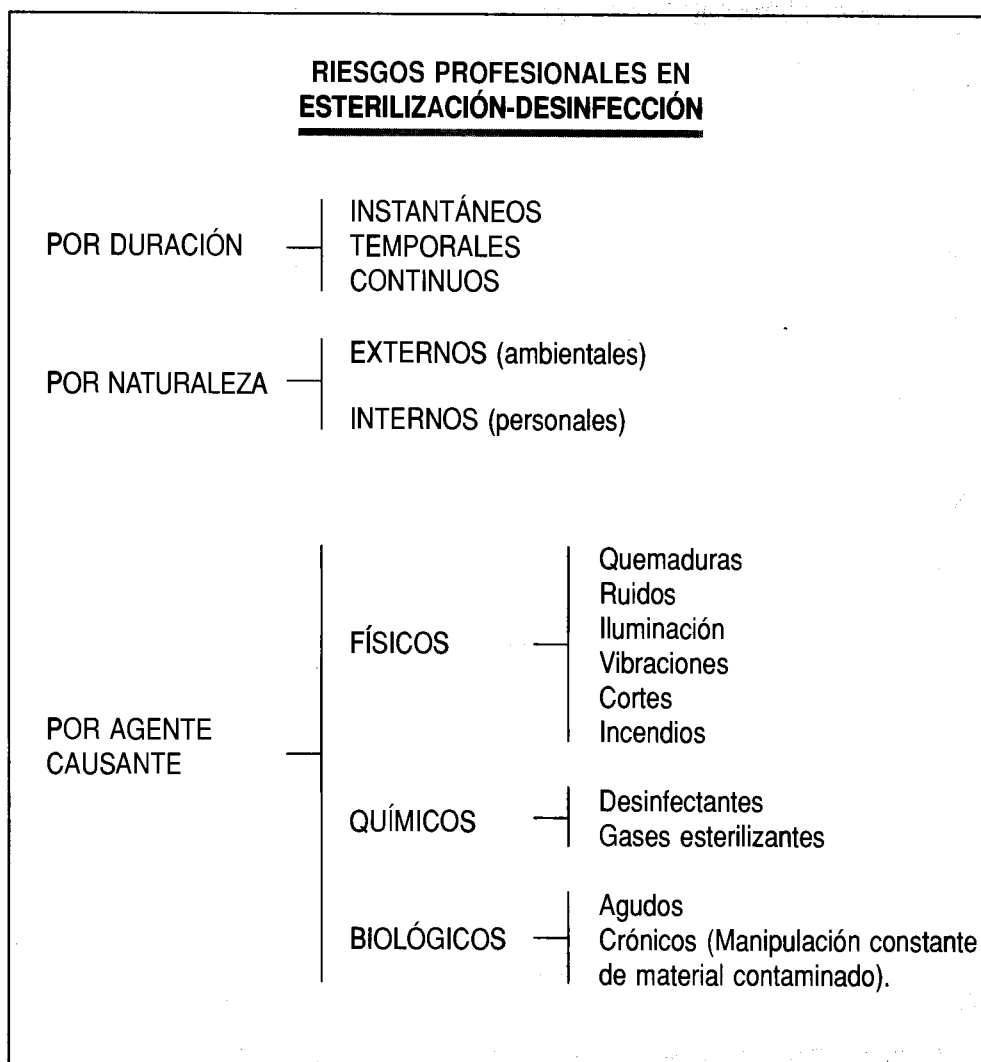 RIESGOS PROFESIONALES EN
ESTERILIZACIÓN-DESINFECCIÓN
POR DURACIÓN
INSTANTÁNEOS
TEMPORALES
CONTINUOS
POR NATURALEZA
EXTERNOS (ambientales)
INTERNOS (personales)
POR AGENTE
CAUSANTE
FÍSICOS
Quemaduras
Ruidos
Iluminación
Vibraciones
Cortes
Incendios
QUÍMICOS
Desinfectantes
Gases esterilizantes
BIOLÓGICOS
Agudos
Crónicos (Manipulación constante
de material contaminado).